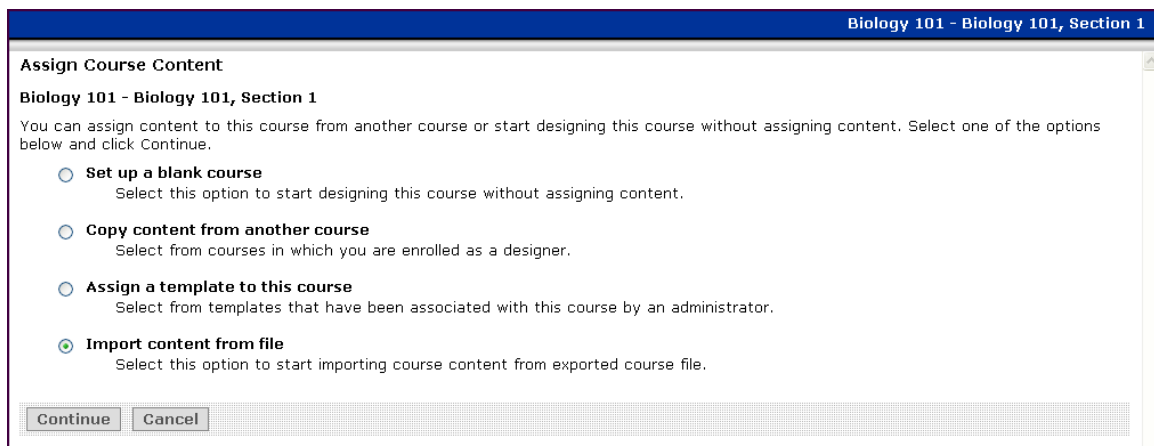 Biology 101 - Biology 101, Section 1
Assign Course Content
Biology 101 - Biology 101, Section 1
You can assign content to this course from another course or start designing this course without assigning content. Select one of the options
below and click Continue.
Set up a blank course
Select this option to start designing this course without assigning content.
Copy content from another course
Select from courses in which you are enrolled as a designer.
Assign a template to this course
Select from templates that have been associated with this course by an administrator.
Import content from file
Select this option to start importing course content from exported course file.
Continue Cancel